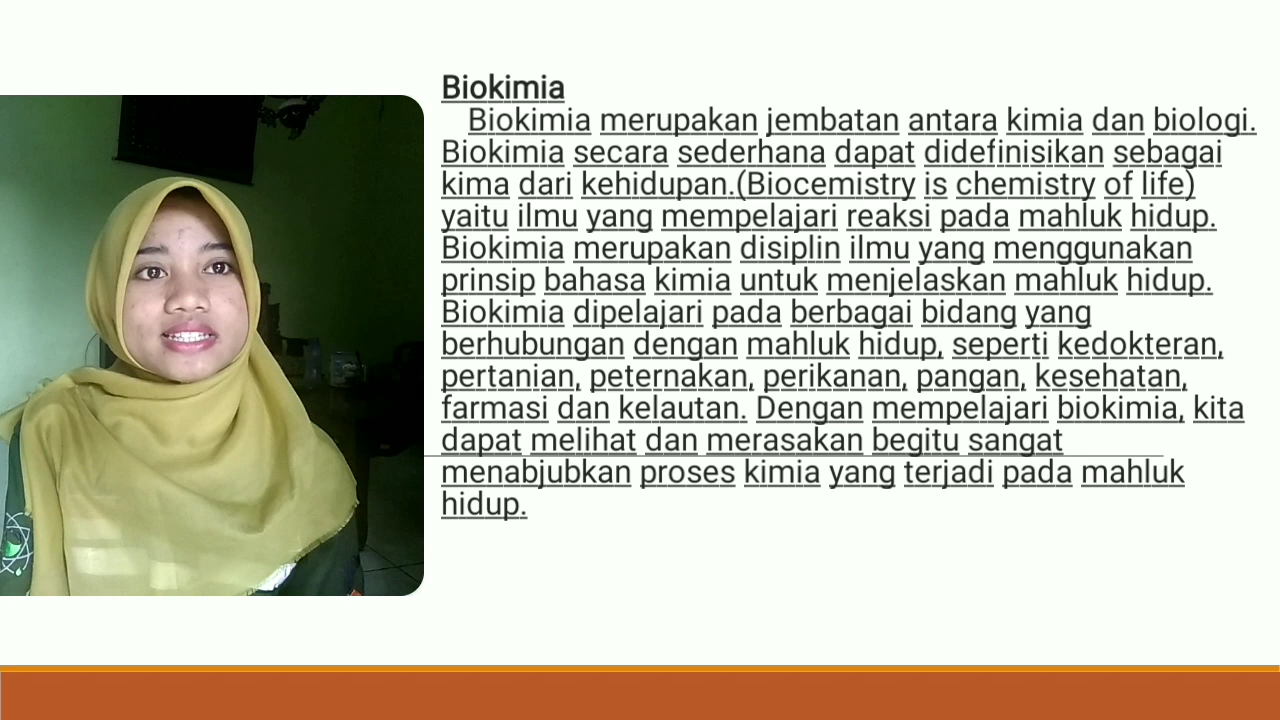 Biokimia
Biokimia merupakan jembatan antara kimia dan biologi.
Biokimia secara sederhana dapat didefinisikan sebagai
kima dari kehidupan.(Biocemistry is chemistry of life)
yaitu ilmu yang mempelajari reaksi pada mahluk hidup.
Biokimia merupakan disiplin ilmu yang menggunakan
prinsip bahasa kimia untuk menjelaskan mahluk hidup.
Biokimia dipelajari pada berbagai bidang yang
berhubungan dengan mahluk hidup, seperti kedokteran,
pertanian, peternakan, perikanan, pangan, kesehatan,
farmasi dan kelautan. Dengan mempelajari biokimia, kita
dapat melihat dan merasakan begitu sangat
menabjubkan proses kimia yang terjadi pada mahluk
hidup.